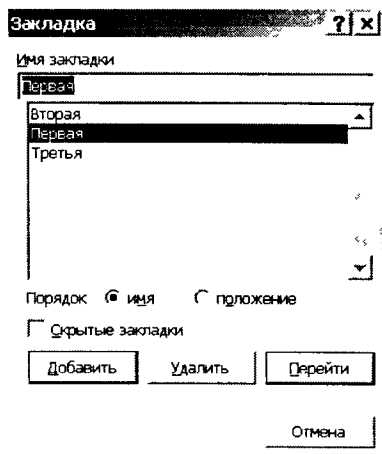 Закладка ? ×
Имя закладки
Первая
Вторая
Первая
Третья
Порядок имя положение
Скрытые закладки
Добавить Удалить Перейти
Отмена